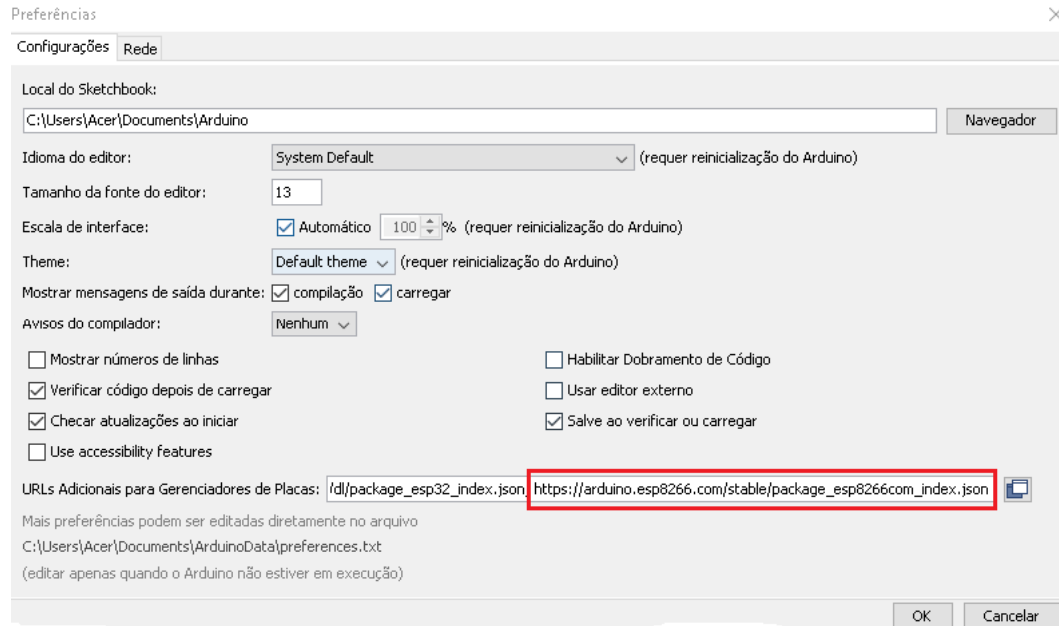 Preferências
Configurações Rede
Local do Sketchbook:
C:\Users\Acer\Documents\Arduino Navegador
Idioma do editor: System Default (requer reinicialização do Arduino)
Tamanho da fonte do editor: 13
Escala de interface: Automático 100 % (requer reinicialização do Arduino)
Theme: Default theme (requer reinicialização do Arduino)
Mostrar mensagens de saída durante: compilação carregar
Avisos do compilador: Nenhum
Mostrar números de linhas Habilitar Dobramento de Código
Verificar código depois de carregar Usar editor externo
Checar atualizações ao iniciar Salve ao verificar ou carregar
Use accessibility features
URLs Adicionais para Gerenciadores de Placas: /dl/package_esp32_index.json, https://arduino.esp8266.com/stable/package_esp8266com_index.json
Mais preferências podem ser editadas diretamente no arquivo
C:\Users\Acer\Documents\ArduinoData\preferences.txt
(editar apenas quando o Arduino não estiver em execução)
OK Cancelar